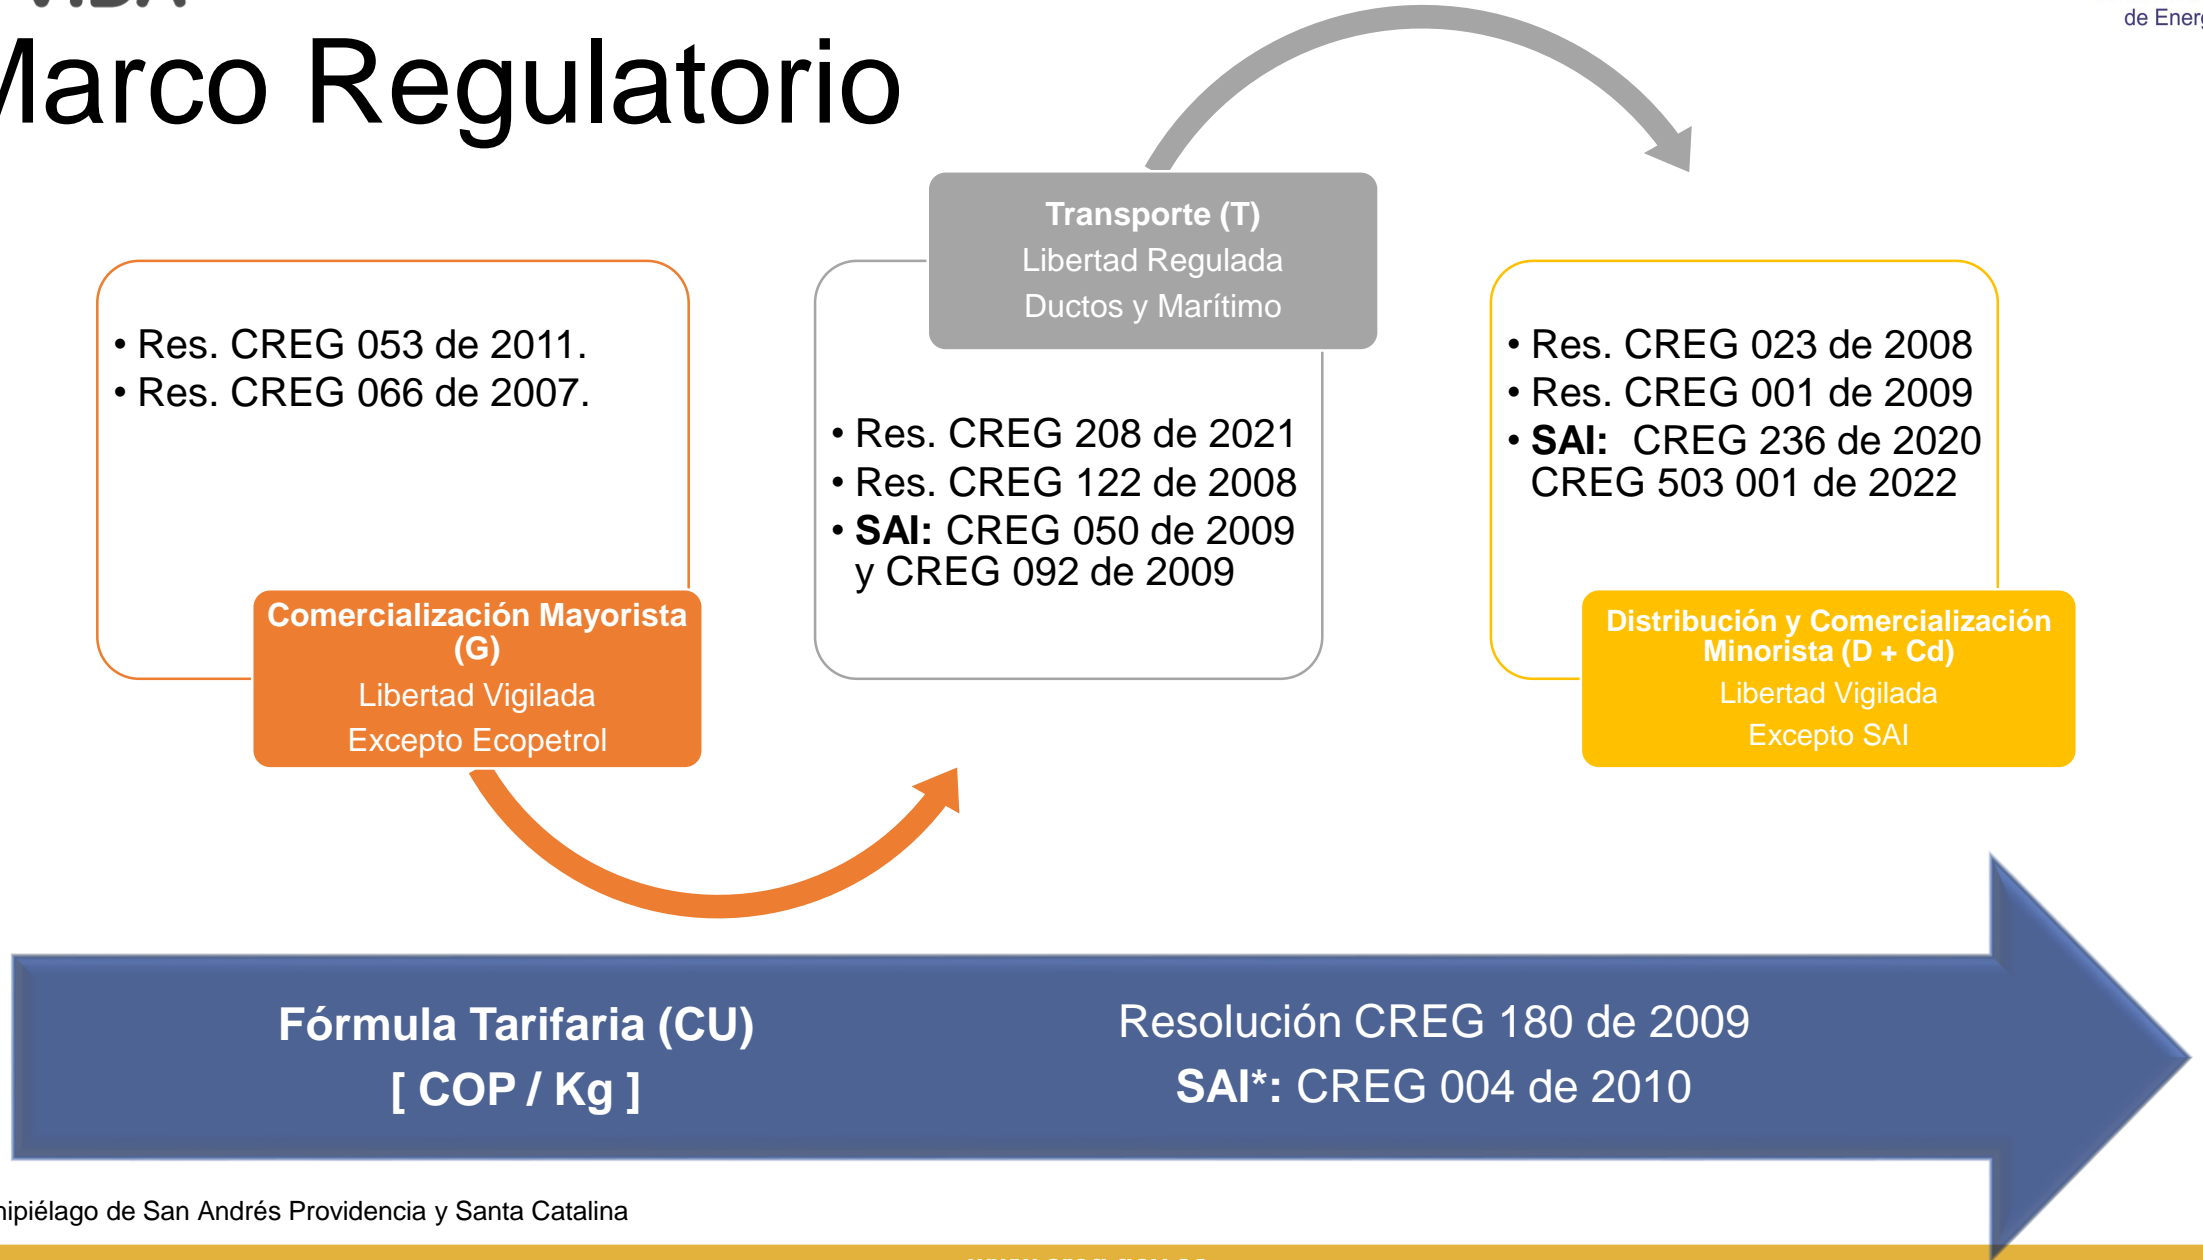 VIDA
de Energ
Marco Regulatorio
Transporte (T)
Libertad Regulada
Ductos y Marítimo
• Res. CREG 053 de 2011.
• Res. CREG 066 de 2007.
Comercialización Mayorista
(G)
Libertad Vigilada
Excepto Ecopetrol
• Res. CREG 208 de 2021
• Res. CREG 122 de 2008
• SAI: CREG 050 de 2009
y CREG 092 de 2009
• Res. CREG 023 de 2008
• Res. CREG 001 de 2009
• SAI: CREG 236 de 2020
CREG 503 001 de 2022
Distribución y Comercialización
Minorista (D + Cd)
Libertad Vigilada
Excepto SAI
Fórmula Tarifaria (CU)
[ COP / Kg ]
Resolución CREG 180 de 2009
SAI*: CREG 004 de 2010
hipiélago de San Andrés Providencia y Santa Catalina